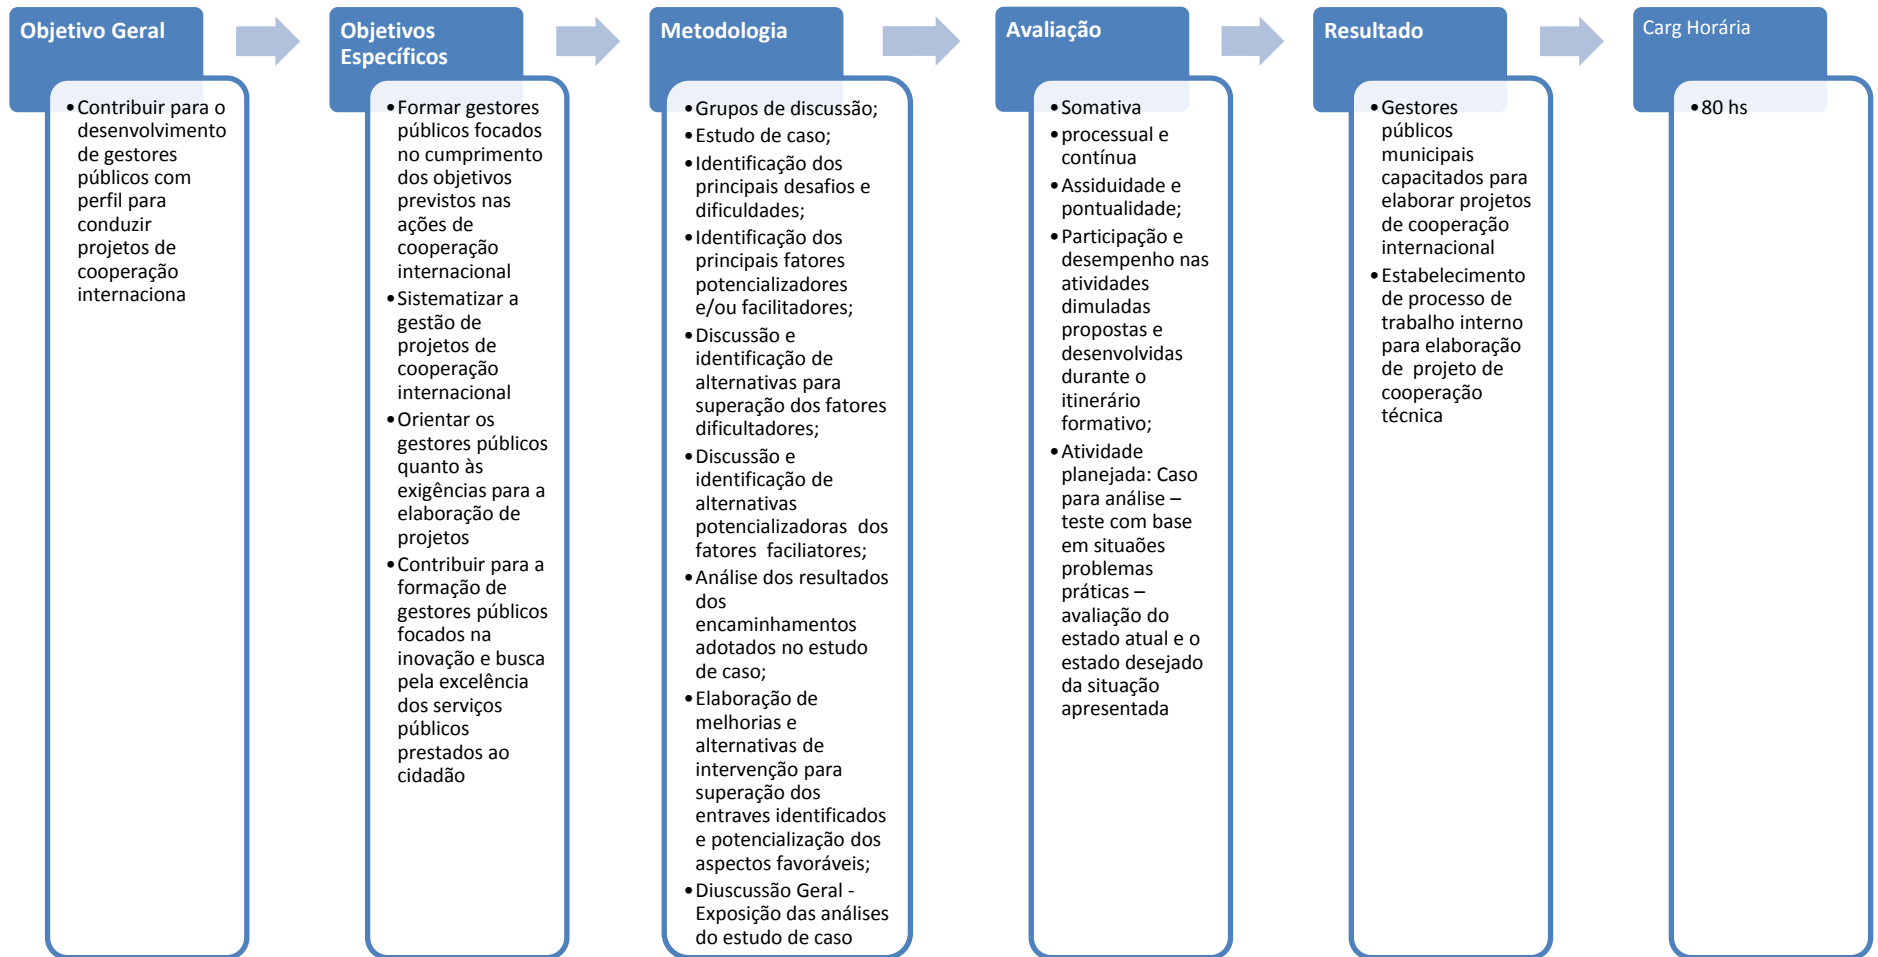 Objetivo Geral
•Contribuir para o
desenvolvimento
de gestores
públicos com
perfil para
conduzir
projetos de
cooperação
internaciona
Objetivos
Específicos
•Formar gestores
públicos focados
no cumprimento
dos objetivos
previstos nas
ações de
cooperação
internacional
•Sistematizar a
gestão de
projetos de
cooperação
internacional
•Orientar os
gestores públicos
quanto às
exigências para a
elaboração de
projetos
•Contribuir para a
formação de
gestores públicos
focados na
inovação e busca
pela excelência
dos serviços
públicos
prestados ao
cidadão
Metodologia
•Grupos de discussão;
•Estudo de caso;
•Identificação dos
principais desafios e
dificuldades;
•Identificação dos
principais fatores
potencializadores
e/ou facilitadores;
•Discussão e
identificação de
alternativas para
superação dos fatores
dificultadores;
•Discussão e
identificação de
alternativas
potencializadoras dos
fatores faciliatores;
•Análise dos resultados
dos
encaminhamentos
adotados no estudo
de caso;
•Elaboração de
melhorias e
alternativas de
intervenção para
superação dos
entraves identificados
e potencialização dos
aspectos favoráveis;
•Diuscussão Geral -
Exposição das análises
do estudo de caso
Avaliação
•Somativa
•processual e
contínua
•Assiduidade e
pontualidade;
•Participação e
desempenho nas
atividades
dimuladas
propostas e
desenvolvidas
durante o
itinerário
formativo;
•Atividade
planejada: Caso
para análise –
teste com base
em situaões
problemas
práticas –
avaliação do
estado atual e o
estado desejado
da situação
apresentada
Resultado
•Gestores
públicos
municipais
capacitados para
elaborar projetos
de cooperação
internacional
•Estabelecimento
de processo de
trabalho interno
para elaboração
de projeto de
cooperação
técnica
Carg Horária
•80 hs